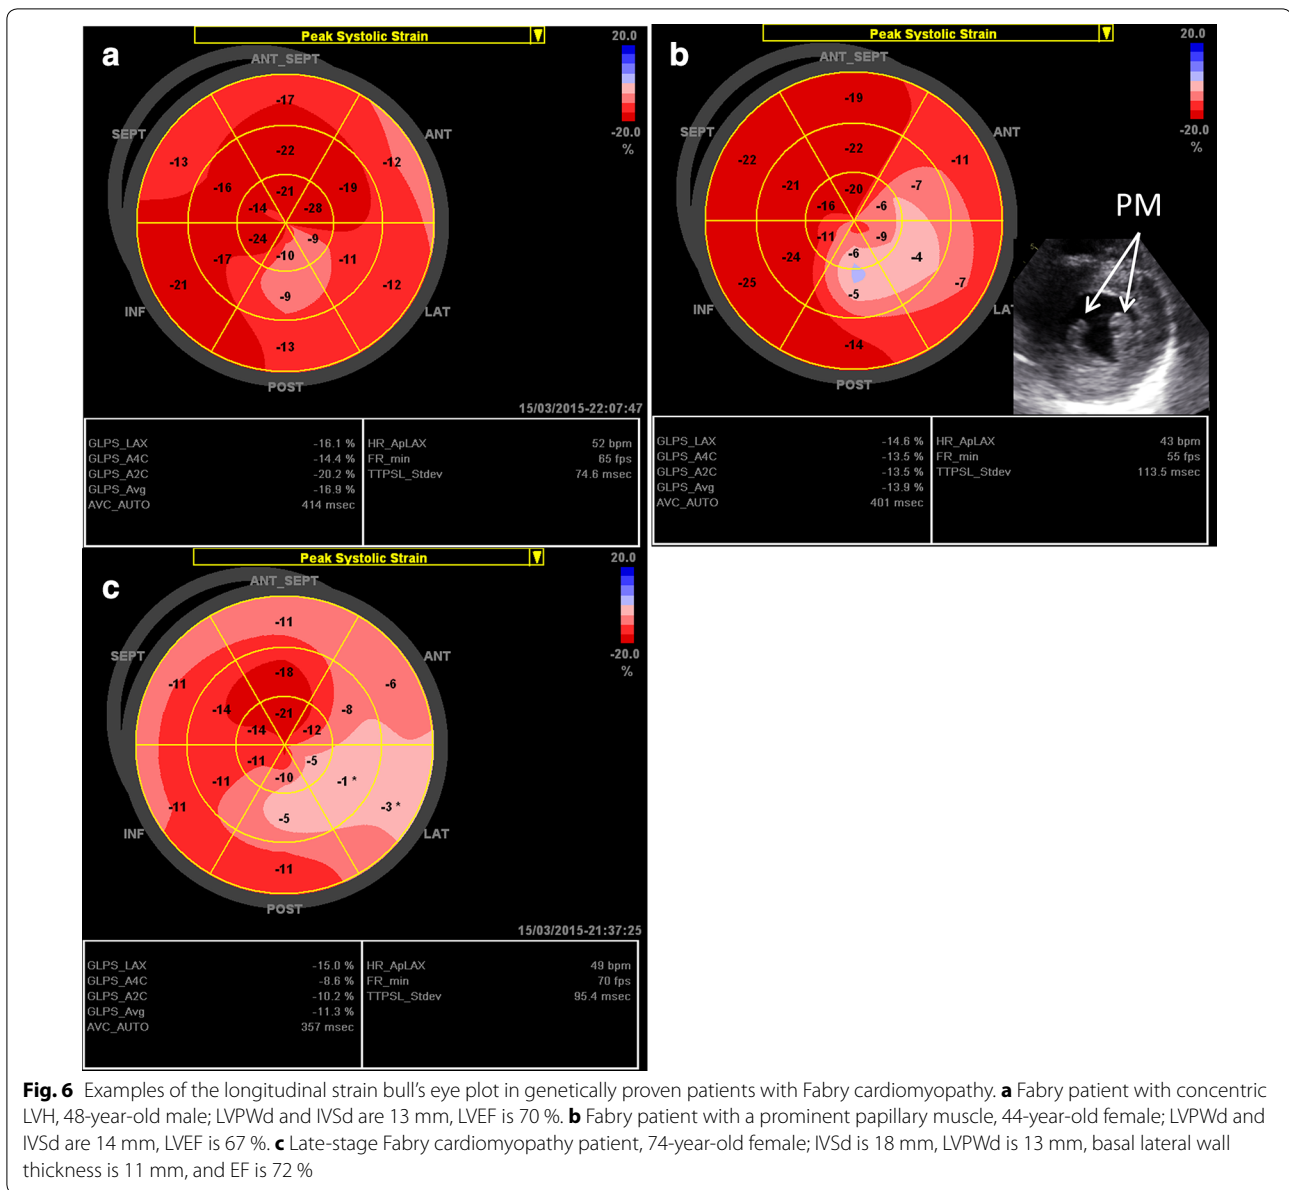 a
Peak Systolic Strain
20.0
-20.0
%
ANT_SEPT
SEPT
ANT
INF
LAT
POST
-17
-13
-12
-22
-16
-19
-21
-14
-28
-24
-9
-10
-17
-11
-21
-12
-9
-13
15/03/2015-22:07:47
GLPS_LAX -16.1 %
GLPS_A4C -14.4 %
GLPS_A2C -20.2 %
GLPS_Avg -16.9 %
AVC_AUTO 414 msec
HR_ApLAX 52 bpm
FR_min 65 fps
TTPSL_Stdev 74.6 msec
b
Peak Systolic Strain
20.0
-20.0
%
ANT_SEPT
SEPT
ANT
INF
LAT
POST
-19
-22
-11
-22
-21
-7
-20
-16
-6
-11
-9
-6
-24
-4
-25
-7
-5
-14
PM
GLPS_LAX -14.6 %
GLPS_A4C -13.5 %
GLPS_A2C -13.5 %
GLPS_Avg -13.9 %
AVC_AUTO 401 msec
HR_ApLAX 43 bpm
FR_min 55 fps
TTPSL_Stdev 113.5 msec
c
Peak Systolic Strain
20.0
-20.0
%
ANT_SEPT
SEPT
ANT
INF
LAT
POST
-11
-11
-6
-18
-14
-8
-21
-14
-12
-11
-5
-10
-11
-1 *
-11
-3 *
-5
-11
15/03/2015-21:37:25
GLPS_LAX -15.0 %
GLPS_A4C -8.6 %
GLPS_A2C -10.2 %
GLPS_Avg -11.3 %
AVC_AUTO 357 msec
HR_ApLAX 49 bpm
FR_min 70 fps
TTPSL_Stdev 95.4 msec
Fig. 6 Examples of the longitudinal strain bull's eye plot in genetically proven patients with Fabry cardiomyopathy. a Fabry patient with concentric
LVH, 48-year-old male; LVPWd and IVSd are 13 mm, LVEF is 70 %. b Fabry patient with a prominent papillary muscle, 44-year-old female; LVPWd and
IVSd are 14 mm, LVEF is 67 %. c Late-stage Fabry cardiomyopathy patient, 74-year-old female; IVSd is 18 mm, LVPWd is 13 mm, basal lateral wall
thickness is 11 mm, and EF is 72 %